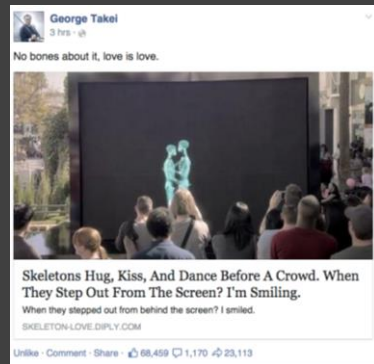 George Takei
3 hrs ·
No bones about it, love is love.
Skeletons Hug, Kiss, And Dance Before A Crowd. When
They Step Out From The Screen? I'm Smiling.
When they stepped out from behind the screen? I smiled.
SKELETON-LOVE.DIPLY.COM
Unlike · Comment · Share · 68,459 1,170 23,113